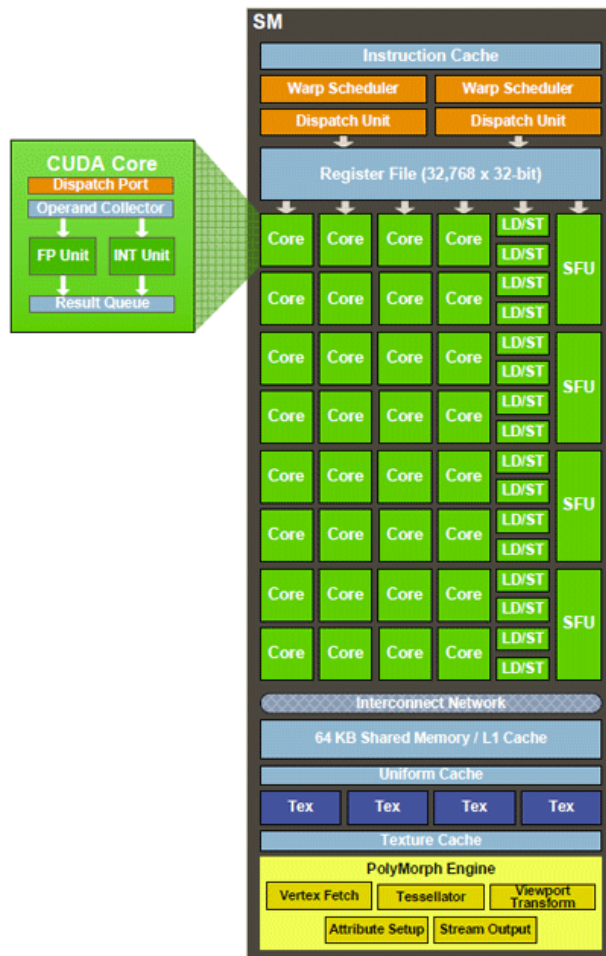 SM
Instruction Cache
Warp Scheduler Warp Scheduler
Dispatch Unit Dispatch Unit
Register File (32,768 x 32-bit)
CUDA Core
Dispatch Port
Operand Collector
FP Unit INT Unit
Result Queue
Core Core Core Core LD/ST
LD/ST
SFU
Core Core Core Core LD/ST
LD/ST
Core Core Core Core LD/ST
LD/ST
SFU
Core Core Core Core LD/ST
LD/ST
Core Core Core Core LD/ST
LD/ST
SFU
Core Core Core Core LD/ST
LD/ST
Core Core Core Core LD/ST
LD/ST
SFU
Core Core Core Core LD/ST
LD/ST
Interconnect Network
64 KB Shared Memory / L1 Cache
Uniform Cache
Tex Tex Tex Tex
Texture Cache
PolyMorph Engine
Vertex Fetch Tessellator Viewport
Transform
Attribute Setup Stream Output